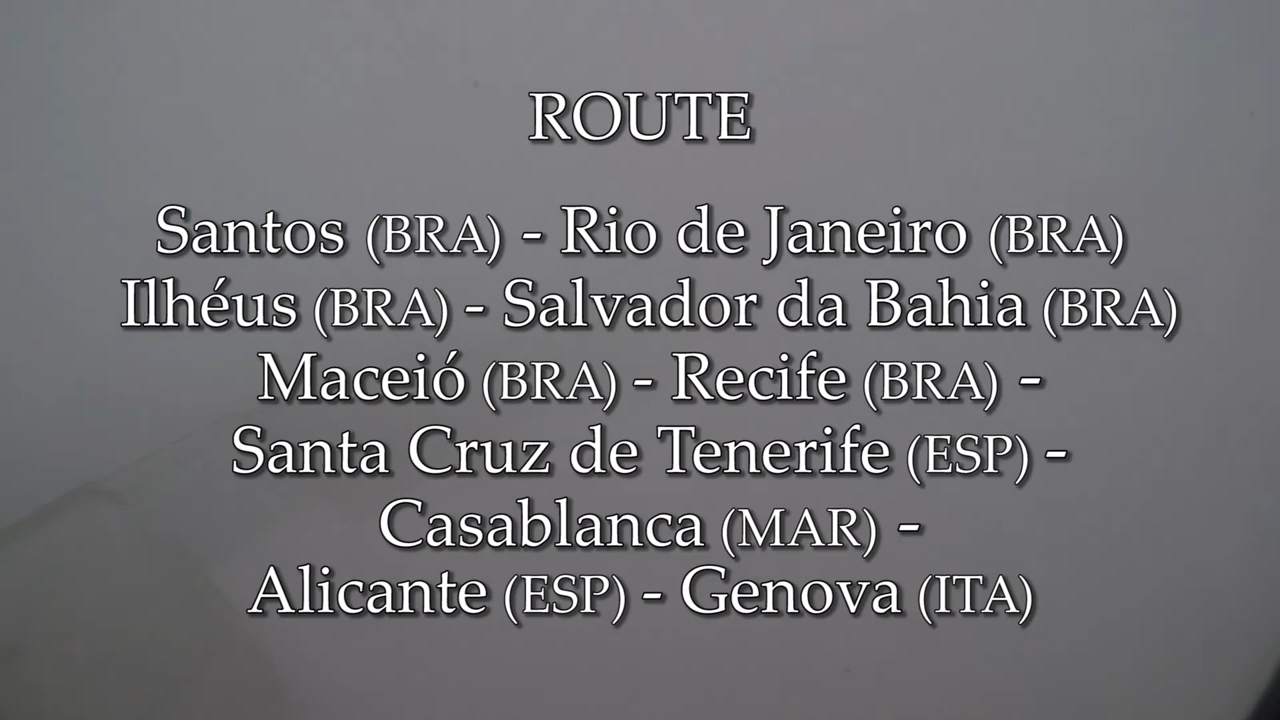 ROUTE
Santos (BRA) - Rio de Janeiro (BRA)
Ilhéus (BRA) - Salvador da Bahia (BRA)
Maceió (BRA) - Recife (BRA) -
Santa Cruz de Tenerife (ESP) -
Casablanca (MAR) -
Alicante (ESP) - Genova (ITA)